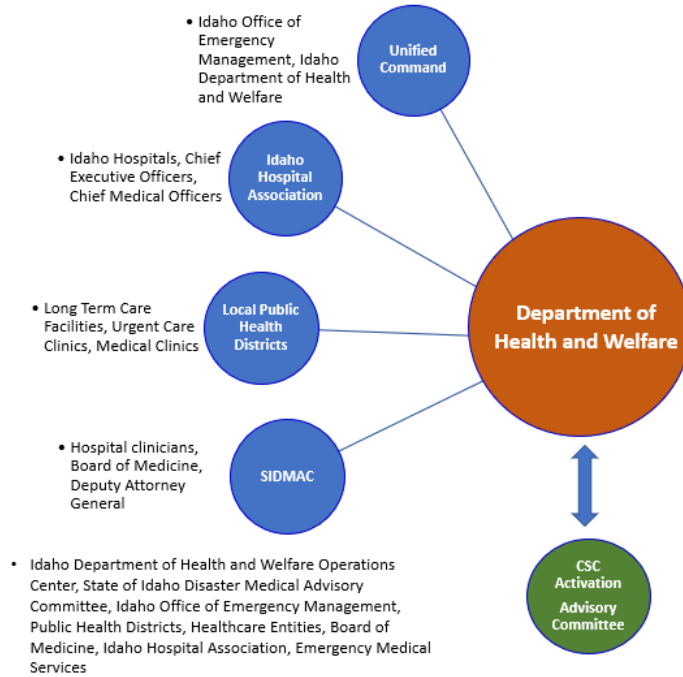 • Idaho Office of
Emergency
Management, Idaho
Department of Health
and Welfare
Unified
Command
• Idaho Hospitals, Chief
Executive Officers,
Chief Medical Officers
Idaho
Hospital
Association
• Long Term Care
Facilities, Urgent Care
Clinics, Medical Clinics
Local Public
Health
Districts
Department of
Health and Welfare
• Hospital clinicians,
Board of Medicine,
Deputy Attorney
General
SIDMAC
• Idaho Department of Health and Welfare Operations
Center, State of Idaho Disaster Medical Advisory
Committee, Idaho Office of Emergency Management,
Public Health Districts, Healthcare Entities, Board of
Medicine, Idaho Hospital Association, Emergency Medical
Services
CSC
Activation
Advisory
Committee